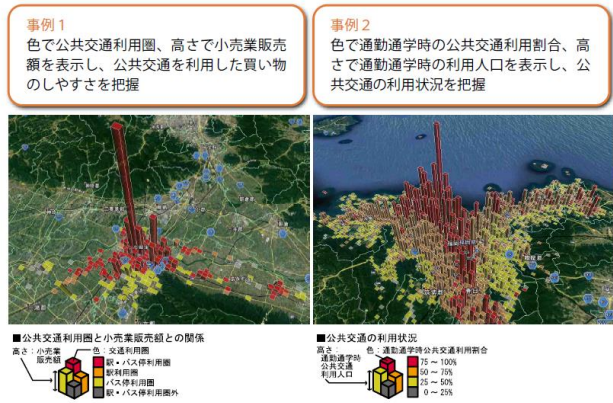 事例1
色で公共交通利用圏、高さで小売業販売
額を表示し、公共交通を利用した買い物
のしやすさを把握
事例2
色で通勤通学時の公共交通利用割合、高
さで通勤通学時の利用人口を表示し、公
共交通の利用状況を把握
■公共交通利用圏と小売業販売額との関係
高さ：小売業
販売額
色：交通利用圏
駅・バス停利用圏
駅利用圏
バス停利用圏
駅・バス停利用圏外
■公共交通の利用状況
高さ：
通勤通学時
公共交通
利用人口
色：通勤通学時公共交通利用割合
75 ～ 100%
50 ～ 75%
25 ～ 50%
0 ～ 25%